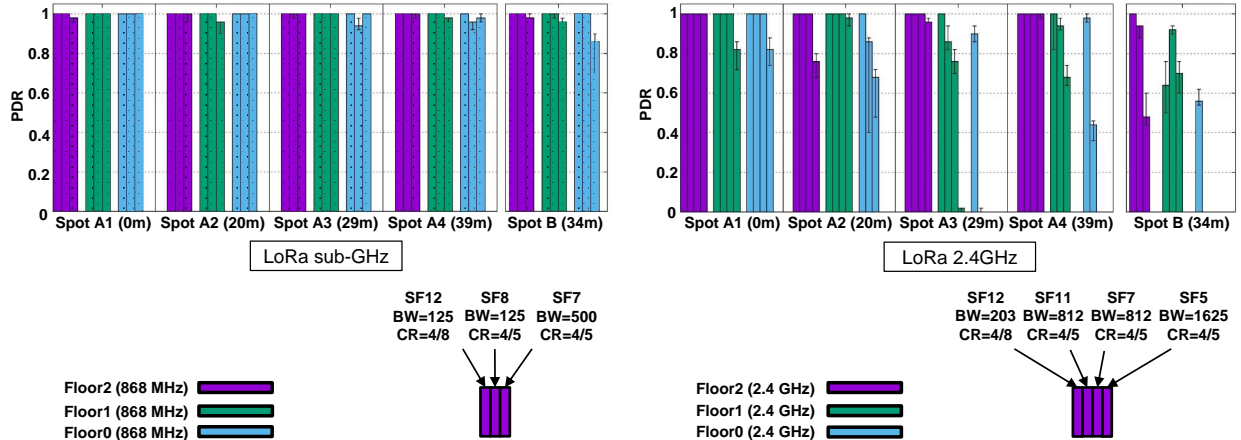 1
0.8
0.6
0.4
0.2
0
PDR
Spot A1 (0m) Spot A2 (20m) Spot A3 (29m) Spot A4 (39m) Spot B (34m)
LoRa sub-GHz
SF12 SF8 SF7
BW=125 BW=125 BW=500
CR=4/8 CR=4/5 CR=4/5
Floor2 (868 MHz)
Floor1 (868 MHz)
Floor0 (868 MHz)
1
0.8
0.6
0.4
0.2
0
PDR
Spot A1 (0m) Spot A2 (20m) Spot A3 (29m) Spot A4 (39m) Spot B (34m)
LoRa 2.4GHz
SF12 SF11 SF7 SF5
BW=203 BW=812 BW=812 BW=1625
CR=4/8 CR=4/5 CR=4/5 CR=4/5
Floor2 (2.4 GHz)
Floor1 (2.4 GHz)
Floor0 (2.4 GHz)